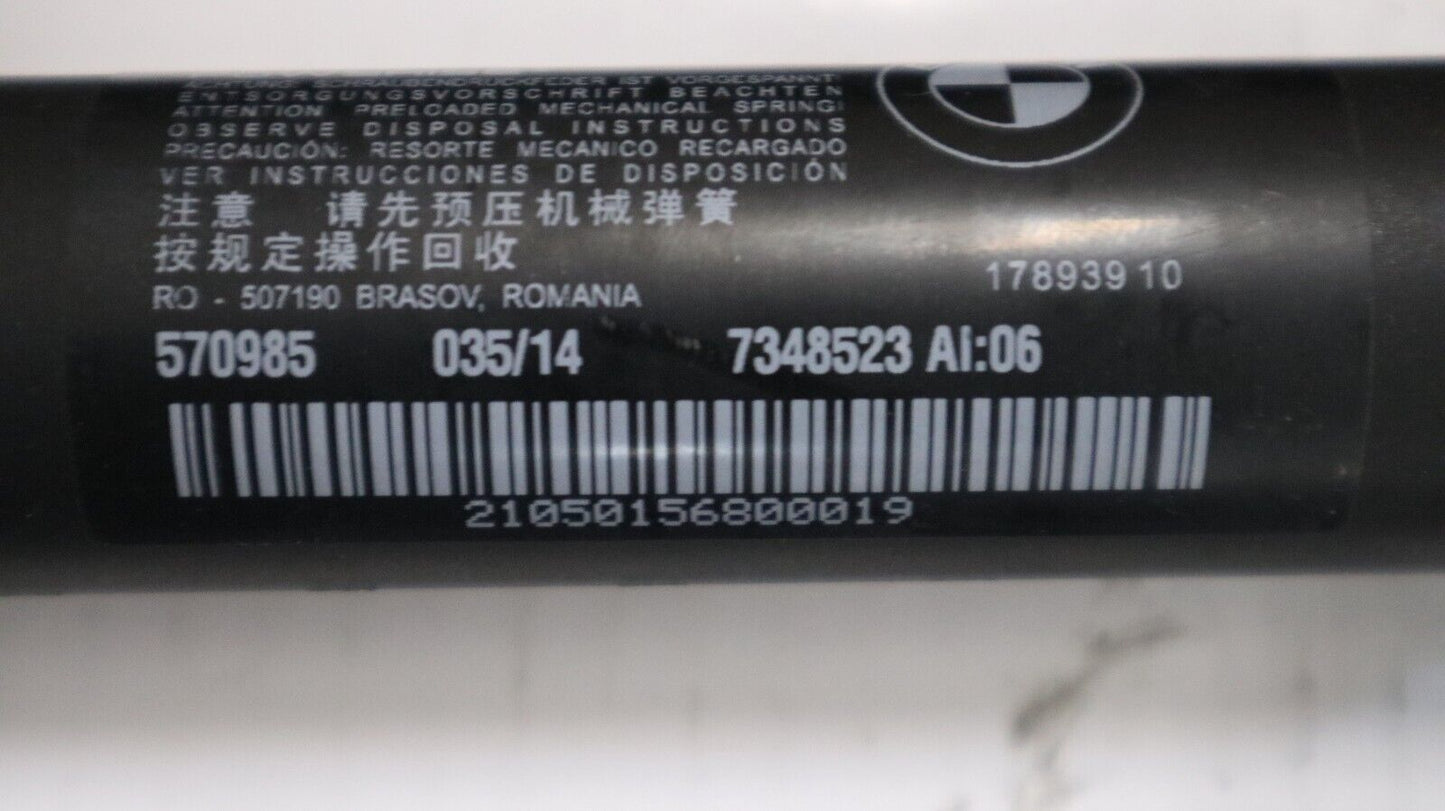 ACHTUNG: SCHRAUBENDRUCKFEDER IST VORGESPANNT!
ENTSORGUNGSVORSCHRIFT BEACHTEN
ATTENTION PRELOADED MECHANICAL SPRING!
OBSERVE DISPOSAL INSTRUCTIONS
PRECAUCIÓN: RESORTE MECANICO RECARGADO
VER INSTRUCCIONES DE DISPOSICIÓN
注意 请先预压机械弹簧
按规定操作回收
178939 10
RO - 507190 BRASOV, ROMANIA
570985 035/14 7348523 AI:06
21050156800019